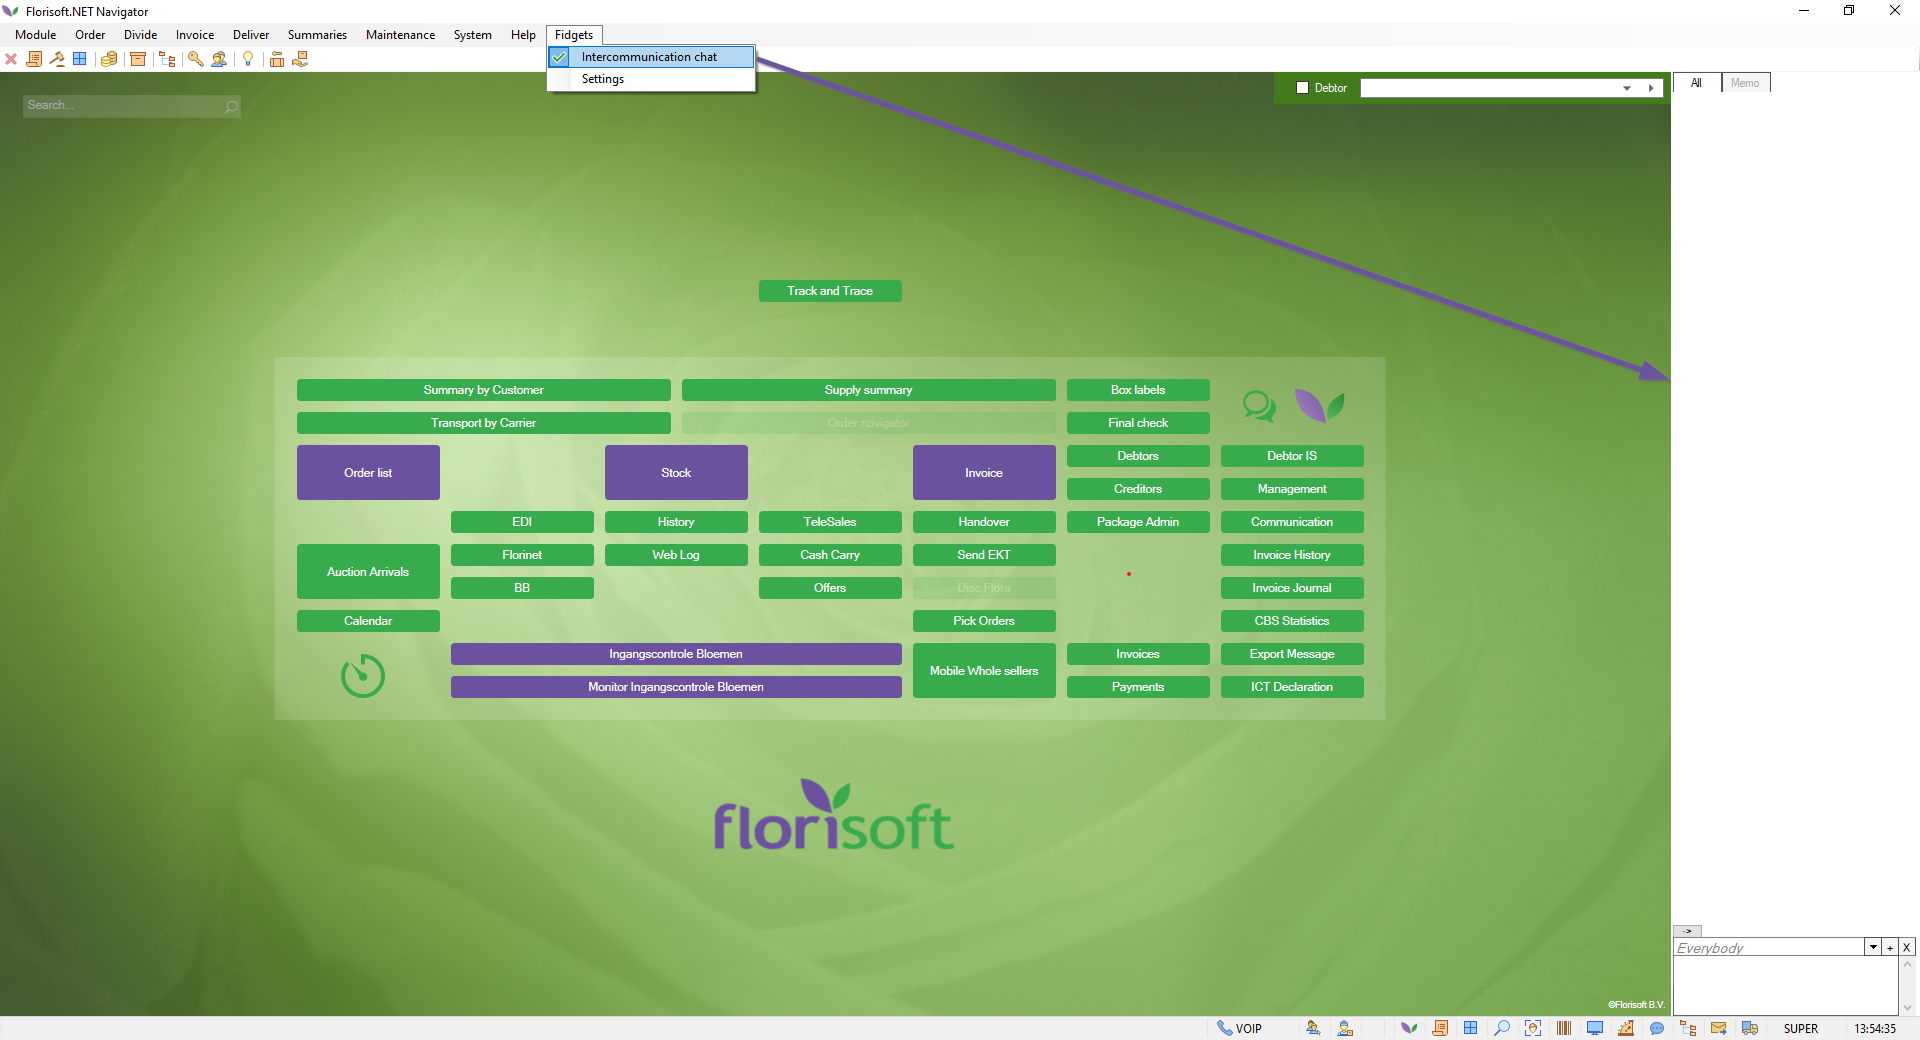 Florisoft.NET Navigator
Module Order Divide Invoice Deliver Summaries Maintenance System Help Fidgets
Intercommunication chat
Settings
Search...
Debtor
All Memo
Track and Trace
Summary by Customer Supply summary Box labels
Transport by Carrier Order navigator Final check
Order list Stock Invoice Debtors Debtor IS
Creditors Management
EDI History TeleSales Handover Package Admin Communication
Auction Arrivals Florinet Web Log Cash Carry Send EKT Invoice History
BB Offers Disc Flora Invoice Journal
Calendar Pick Orders CBS Statistics
Ingangscontrole Bloemen Mobile Whole sellers Invoices Export Message
Monitor Ingangscontrole Bloemen Payments ICT Declaration
florisoft
->
Everybody + X
©Florisoft B.V.
VOIP SUPER 13:54:35